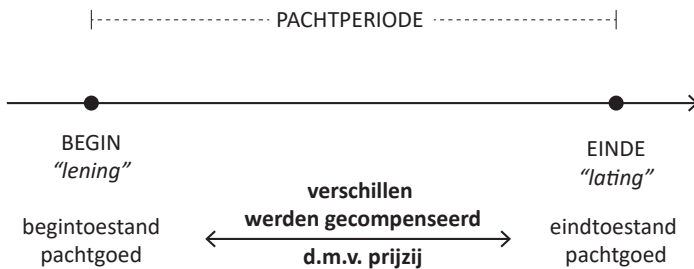 PACHTPERIODE
BEGIN
“lening”
EINDE
“lating”
verschillen
werden gecompenseerd
d.m.v. prijzij
begintoestand
pachtgoed
eindtoestand
pachtgoed